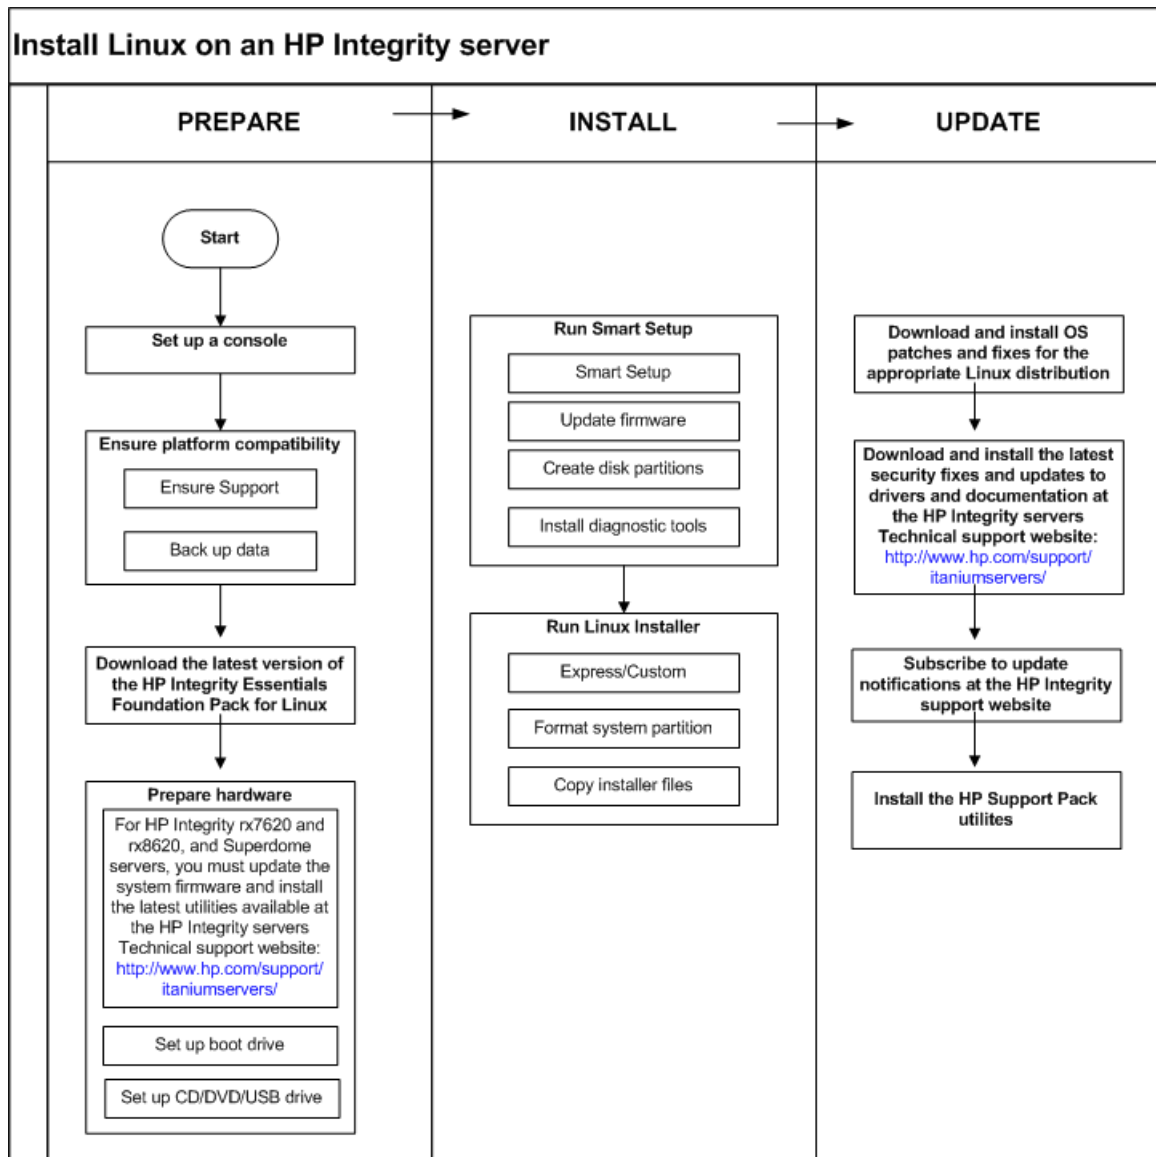 Install Linux on an HP Integrity server
PREPARE
INSTALL
UPDATE
Start
Set up a console
Ensure platform compatibility
Ensure Support
Back up data
Download the latest version of
the HP Integrity Essentials
Foundation Pack for Linux
Prepare hardware
For HP Integrity rx7620 and
rx8620, and Superdome
servers, you must update the
system firmware and install
the latest utilities available at
the HP Integrity servers
Technical support website:
http://www.hp.com/support/
itaniumservers/
Set up boot drive
Set up CD/DVD/USB drive
Run Smart Setup
Smart Setup
Update firmware
Create disk partitions
Install diagnostic tools
Run Linux Installer
Express/Custom
Format system partition
Copy installer files
Download and install OS
patches and fixes for the
appropriate Linux distribution
Download and install the latest
security fixes and updates to
drivers and documentation at
the HP Integrity servers
Technical support website:
http://www.hp.com/support/
itaniumservers/
Subscribe to update
notifications at the HP Integrity
support website
Install the HP Support Pack
utilites